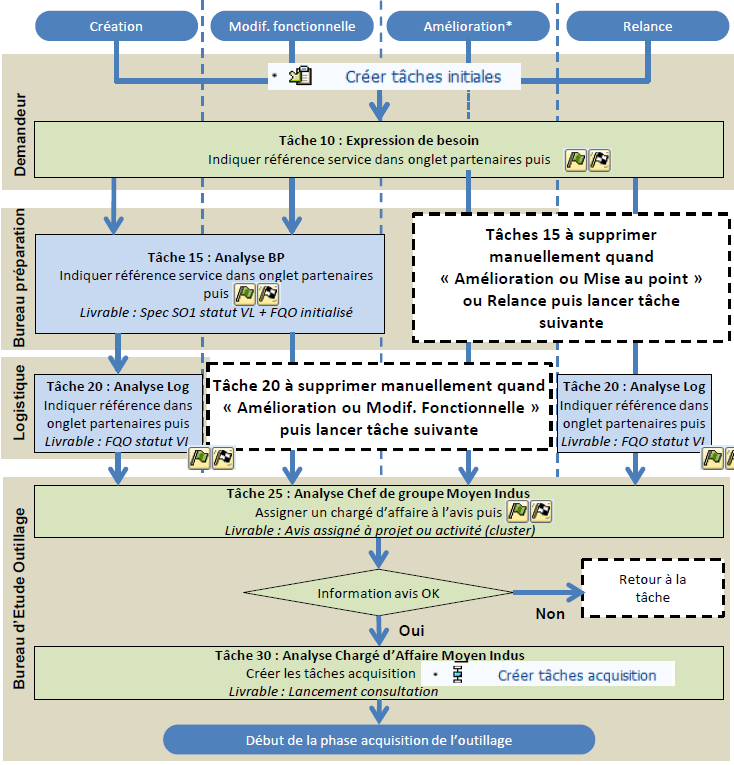 Création
Modif. fonctionnelle
Amélioration*
Relance
• Créer tâches initiales
Demandeur
Tâche 10 : Expression de besoin
Indiquer référence service dans onglet partenaires puis
Bureau préparation
Tâche 15 : Analyse BP
Indiquer référence service dans onglet partenaires
puis
Livrable : Spec SO1 statut VL + FQO initialisé
Tâches 15 à supprimer
manuellement quand
« Amélioration ou Mise au point »
ou Relance puis lancer tâche
suivante
Logistique
Tâche 20 : Analyse Log
Indiquer référence dans
onglet partenaires puis
Livrable : FQO statut VL
Tâche 20 à supprimer manuellement quand
« Amélioration ou Modif. Fonctionnelle »
puis lancer tâche suivante
Tâche 20 : Analyse Log
Indiquer référence dans
onglet partenaires puis
Livrable : FQO statut VL
Bureau d'Etude Outillage
Tâche 25 : Analyse Chef de groupe Moyen Indus
Assigner un chargé d'affaire à l'avis puis
Livrable : Avis assigné à projet ou activité (cluster)
Information avis OK
Non
Retour à la
tâche
Oui
Tâche 30 : Analyse Chargé d'Affaire Moyen Indus
Créer les tâches acquisition
• Créer tâches acquisition
Livrable : Lancement consultation
Début de la phase acquisition de l'outillage